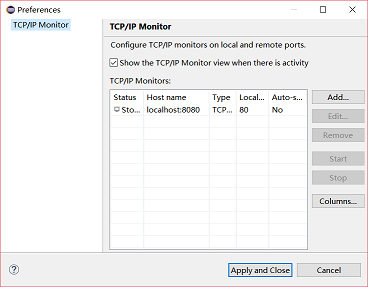 Preferences
TCP/IP Monitor
TCP/IP Monitor
Configure TCP/IP monitors on local and remote ports.
Show the TCP/IP Monitor view when there is activity
TCP/IP Monitors:
Status Host name Type Local... Auto-s...
Sto... localhost:8080 TCP... 80 No
Add...
Edit...
Remove
Start
Stop
Columns...
Apply and Close Cancel